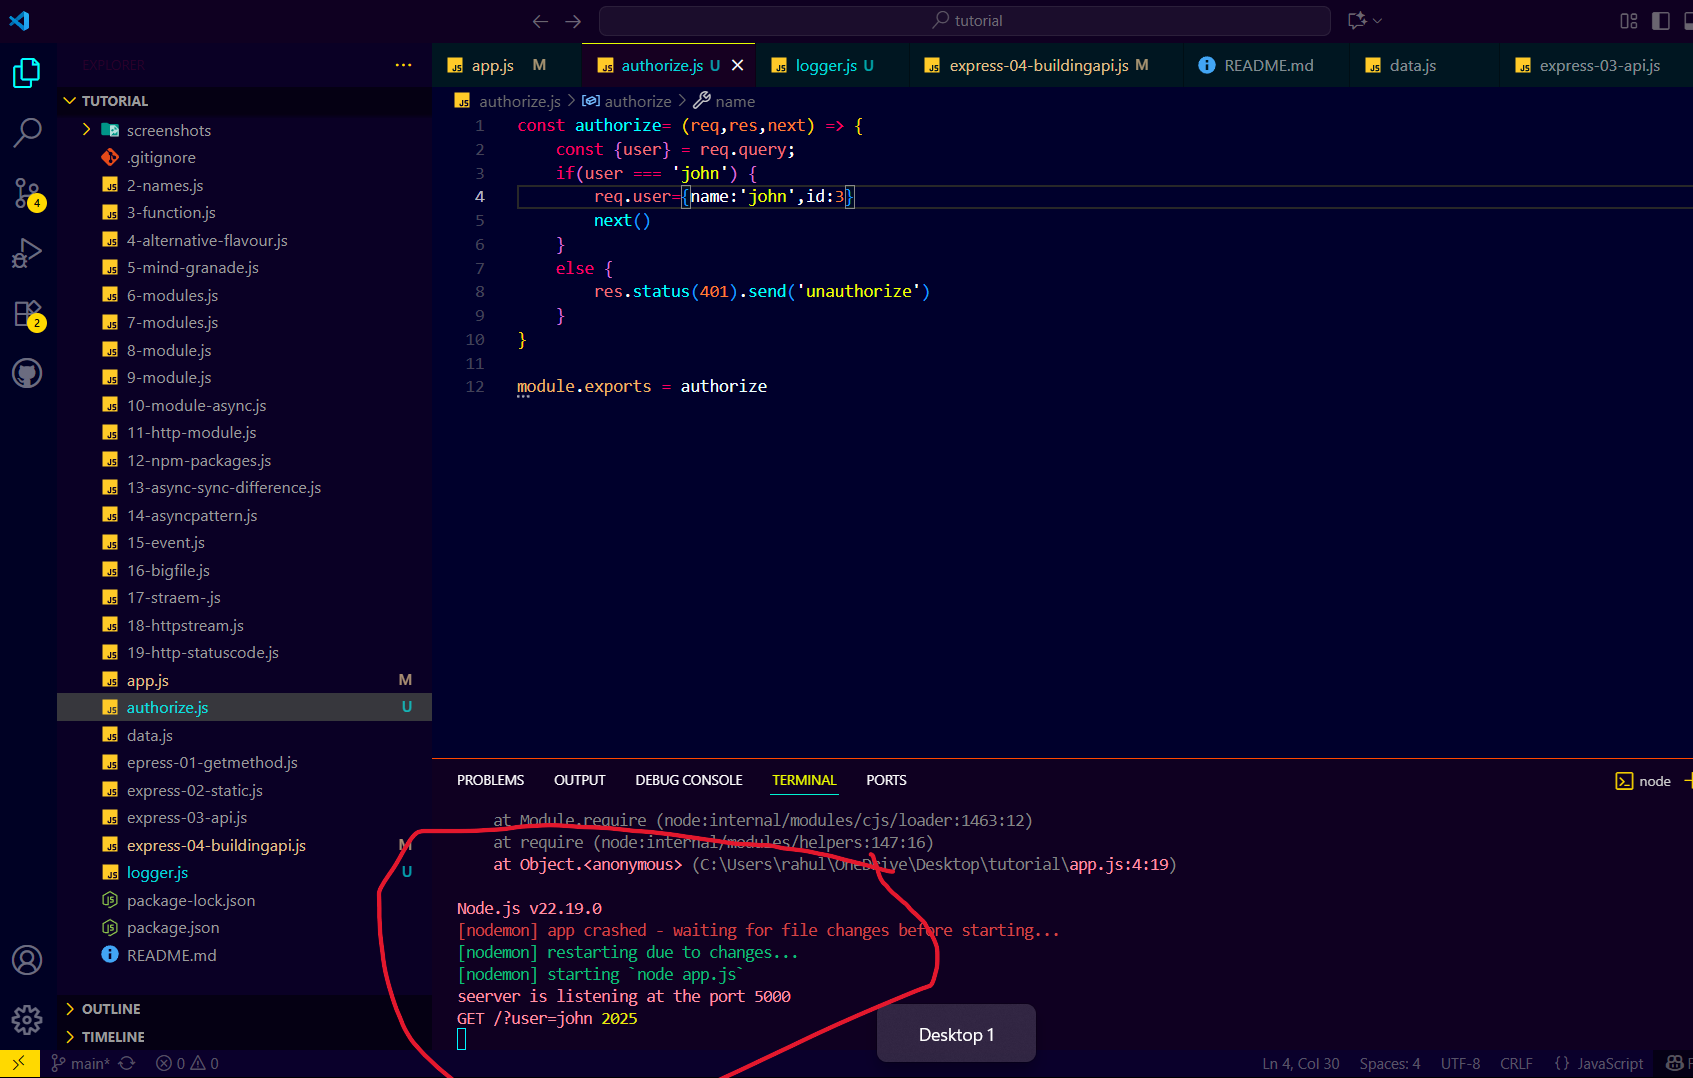 tutorial
EXPLORER
TUTORIAL
screenshots
.gitignore
2-names.js
3-function.js
4-alternative-flavour.js
5-mind-granade.js
6-modules.js
7-modules.js
8-module.js
9-module.js
10-module-async.js
11-http-module.js
12-npm-packages.js
13-async-sync-difference.js
14-asyncpattern.js
15-event.js
16-bigfile.js
17-straem-.js
18-httpstream.js
19-http-statuscode.js
app.js M
authorize.js U
data.js
epress-01-getmethod.js
express-02-static.js
express-03-api.js
express-04-buildingapi.js M
logger.js U
package-lock.json
package.json
README.md
OUTLINE
TIMELINE
4
2
app.js M authorize.js U logger.js U express-04-buildingapi.js M README.md data.js express-03-api.js
authorize.js authorize name
1 const authorize= (req,res,next) => {
2 const {user} = req.query;
3 if(user === 'john') {
4 req.user={name:'john',id:3}
5 next()
6 }
7 else {
8 res.status(401).send('unauthorize')
9 }
10 }
11
12 module.exports = authorize
PROBLEMS OUTPUT DEBUG CONSOLE TERMINAL PORTS
node
at Module.require (node:internal/modules/cjs/loader:1463:12)
at require (node:internal/modules/helpers:147:16)
at Object.<anonymous> (C:\Users\rahul\OneDrive\Desktop\tutorial\app.js:4:19)
Node.js v22.19.0
[nodemon] app crashed - waiting for file changes before starting...
[nodemon] restarting due to changes...
[nodemon] starting `node app.js`
seerver is listening at the port 5000
GET /?user=john 2025
Desktop 1
main* 0 0 Ln 4, Col 30 Spaces: 4 UTF-8 CRLF {} JavaScript